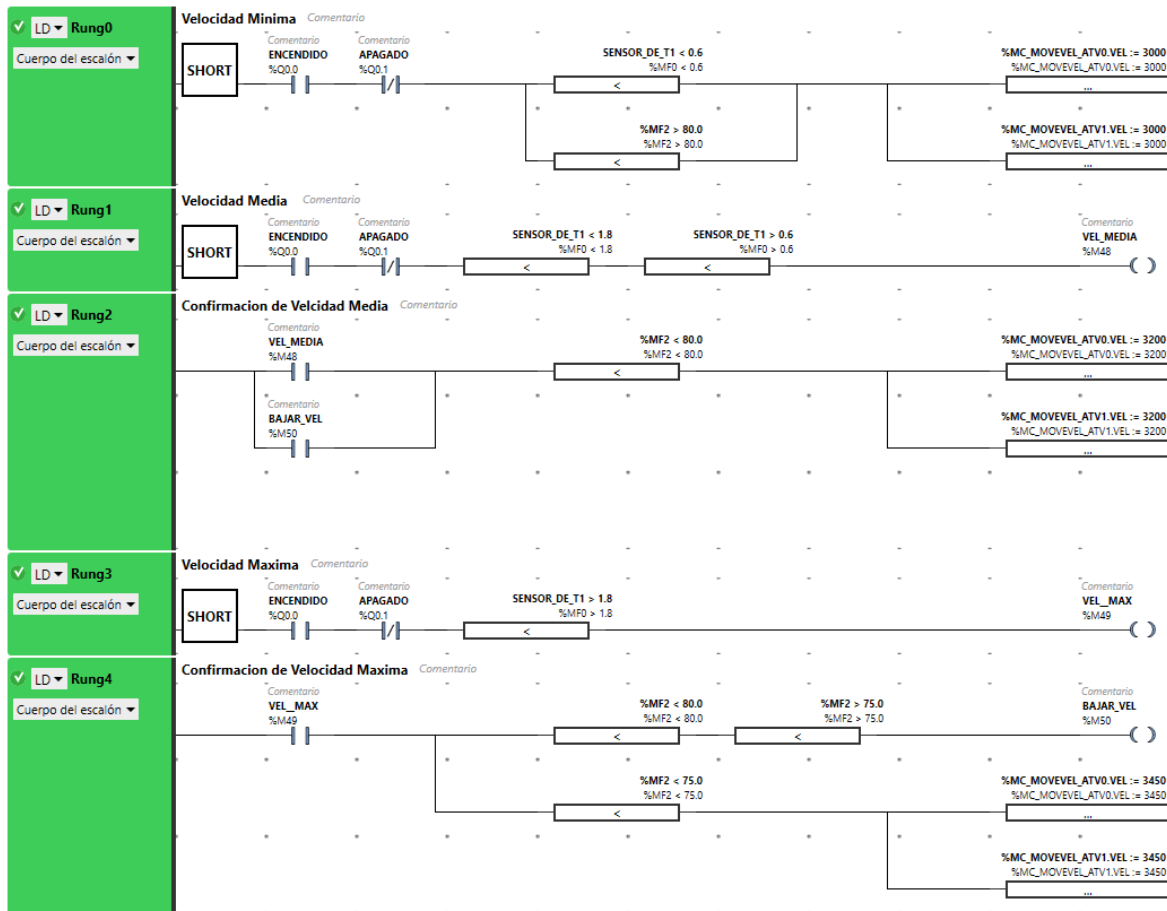 LD Rung0
Cuerpo del escalón
Velocidad Minima Comentario
Comentario Comentario
ENCENDIDO APAGADO SENSOR_DE_T1 < 0.6 %MC_MOVEVEL_ATV0.VEL := 3000
SHORT %Q0.0 %Q0.1 %MF0 < 0.6 %MC_MOVEVEL_ATV0.VEL := 3000
< ...
%MF2 > 80.0 %MC_MOVEVEL_ATV1.VEL := 3000
%MF2 > 80.0 %MC_MOVEVEL_ATV1.VEL := 3000
< ...
LD Rung1
Cuerpo del escalón
Velocidad Media Comentario
Comentario Comentario Comentario
ENCENDIDO APAGADO SENSOR_DE_T1 < 1.8 SENSOR_DE_T1 > 0.6 VEL_MEDIA
SHORT %Q0.0 %Q0.1 %MF0 < 1.8 %MF0 > 0.6 %M48
< <
LD Rung2
Cuerpo del escalón
Confirmacion de Velcidad Media Comentario
Comentario
VEL_MEDIA %MF2 < 80.0 %MC_MOVEVEL_ATV0.VEL := 3200
%M48 %MF2 < 80.0 %MC_MOVEVEL_ATV0.VEL := 3200
< ...
Comentario
BAJAR_VEL %MC_MOVEVEL_ATV1.VEL := 3200
%M50 %MC_MOVEVEL_ATV1.VEL := 3200
...
LD Rung3
Cuerpo del escalón
Velocidad Maxima Comentario
Comentario Comentario Comentario
ENCENDIDO APAGADO SENSOR_DE_T1 > 1.8 VEL__MAX
SHORT %Q0.0 %Q0.1 %MF0 > 1.8 %M49
<
LD Rung4
Cuerpo del escalón
Confirmacion de Velocidad Maxima Comentario
Comentario Comentario
VEL__MAX %MF2 < 80.0 %MF2 > 75.0 BAJAR_VEL
%M49 %MF2 < 80.0 %MF2 > 75.0 %M50
< <
%MF2 < 75.0 %MC_MOVEVEL_ATV0.VEL := 3450
%MF2 < 75.0 %MC_MOVEVEL_ATV0.VEL := 3450
< ...
%MC_MOVEVEL_ATV1.VEL := 3450
%MC_MOVEVEL_ATV1.VEL := 3450
...